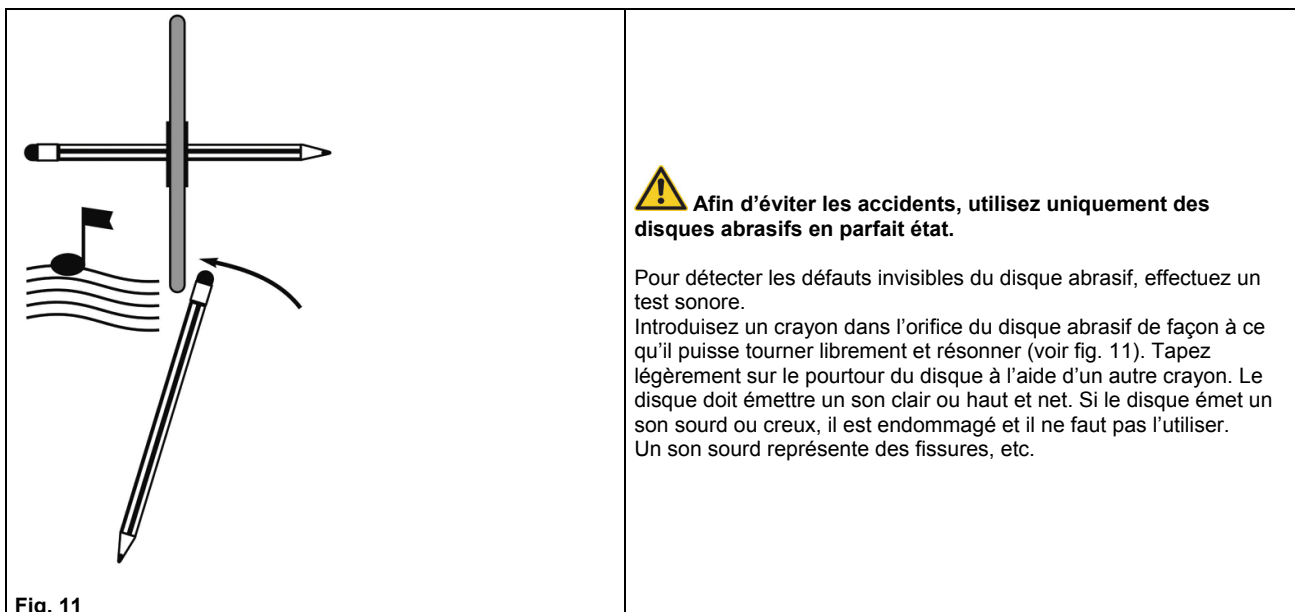 Fig. 11
Afin d'éviter les accidents, utilisez uniquement des
disques abrasifs en parfait état.
Pour détecter les défauts invisibles du disque abrasif, effectuez un
test sonore.
Introduisez un crayon dans l'orifice du disque abrasif de façon à ce
qu'il puisse tourner librement et résonner (voir fig. 11). Tapez
légèrement sur le pourtour du disque à l'aide d'un autre crayon. Le
disque doit émettre un son clair ou haut et net. Si le disque émet un
son sourd ou creux, il est endommagé et il ne faut pas l'utiliser.
Un son sourd représente des fissures, etc.